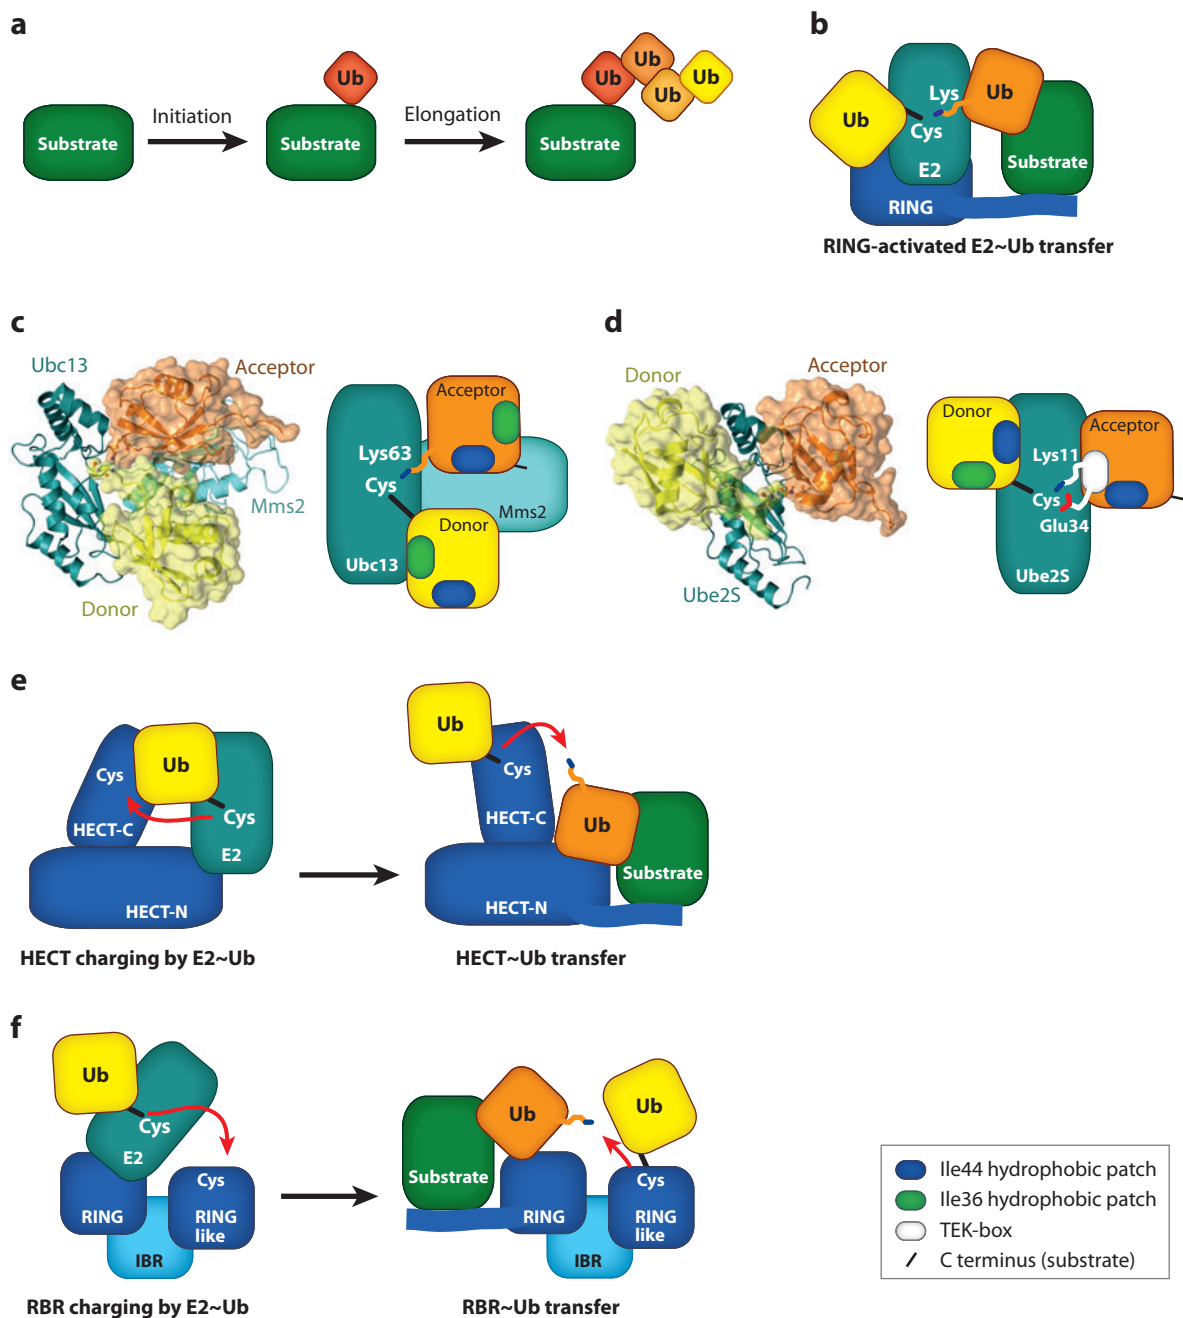 a
Substrate
Initiation
Ub
Substrate
Elongation
Ub
Ub
Ub
Ub
Substrate
b
Ub
Lys
Cys
Ub
E2
Substrate
RING
RING-activated E2~Ub transfer
c
Ubc13
Acceptor
Mms2
Donor
Acceptor
Lys63
Cys
Mms2
Donor
Ubc13
d
Donor
Acceptor
Ube2S
Donor
Acceptor
Lys11
Cys
Glu34
Ube2S
e
Cys
Ub
Cys
HECT-C
E2
HECT-N
HECT charging by E2~Ub
Ub
Cys
HECT-C
Ub
Substrate
HECT-N
HECT~Ub transfer
f
Ub
Cys
E2
Cys
RING
RING
like
IBR
RBR charging by E2~Ub
Ub
Ub
Substrate
Cys
RING
RING
like
IBR
RBR~Ub transfer
Ile44 hydrophobic patch
Ile36 hydrophobic patch
TEK-box
C terminus (substrate)